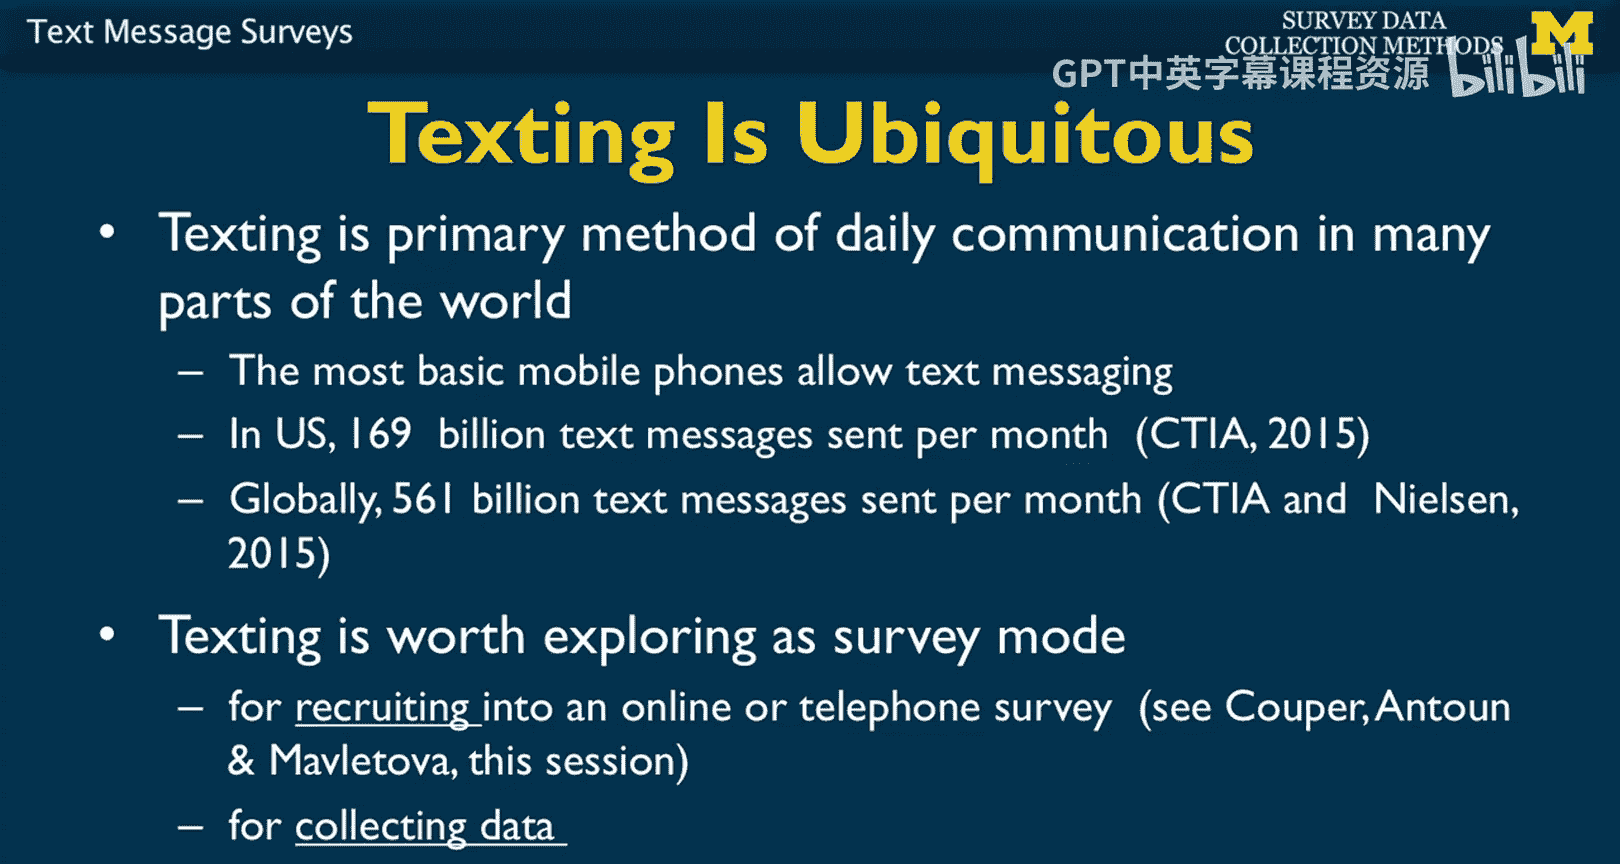 Text Message Surveys
SURVEY DATA
COLLECTION METHODS
M
GPT中英字幕课程资源
bilibili
Texting Is Ubiquitous
• Texting is primary method of daily communication in many
parts of the world
– The most basic mobile phones allow text messaging
– In US, 169 billion text messages sent per month (CTIA, 2015)
– Globally, 561 billion text messages sent per month (CTIA and Nielsen,
2015)
• Texting is worth exploring as survey mode
– for recruiting into an online or telephone survey (see Couper, Antoun
& Mavletova, this session)
– for collecting data